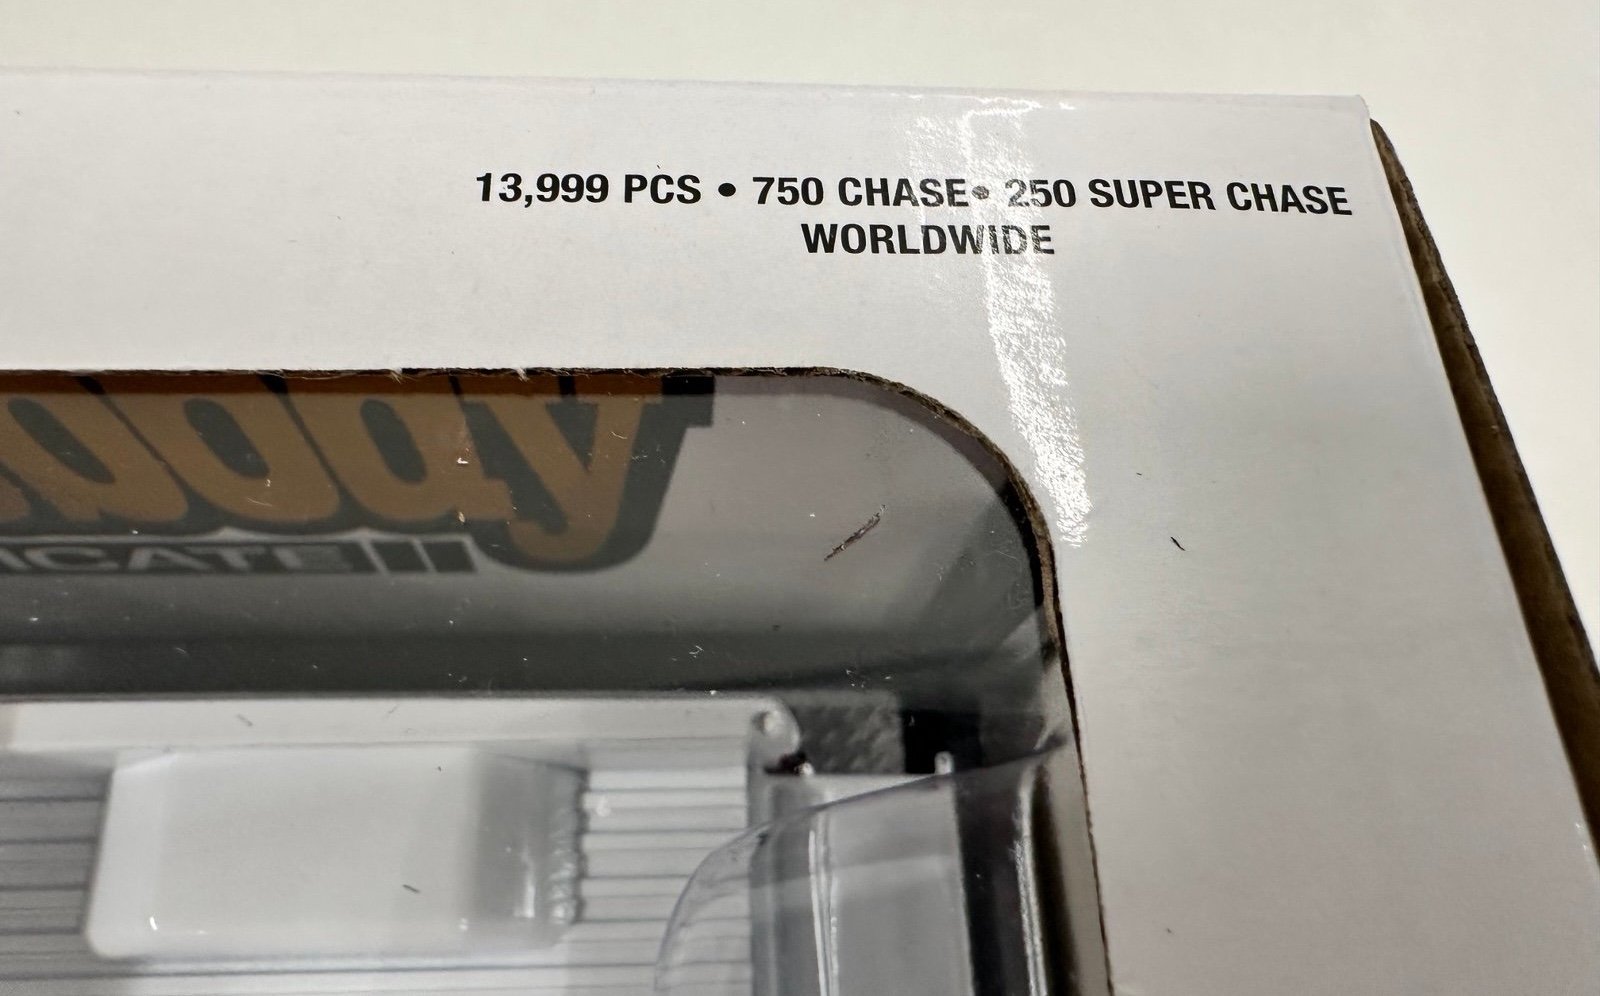 13,999 PCS • 750 CHASE• 250 SUPER CHASE
WORLDWIDE